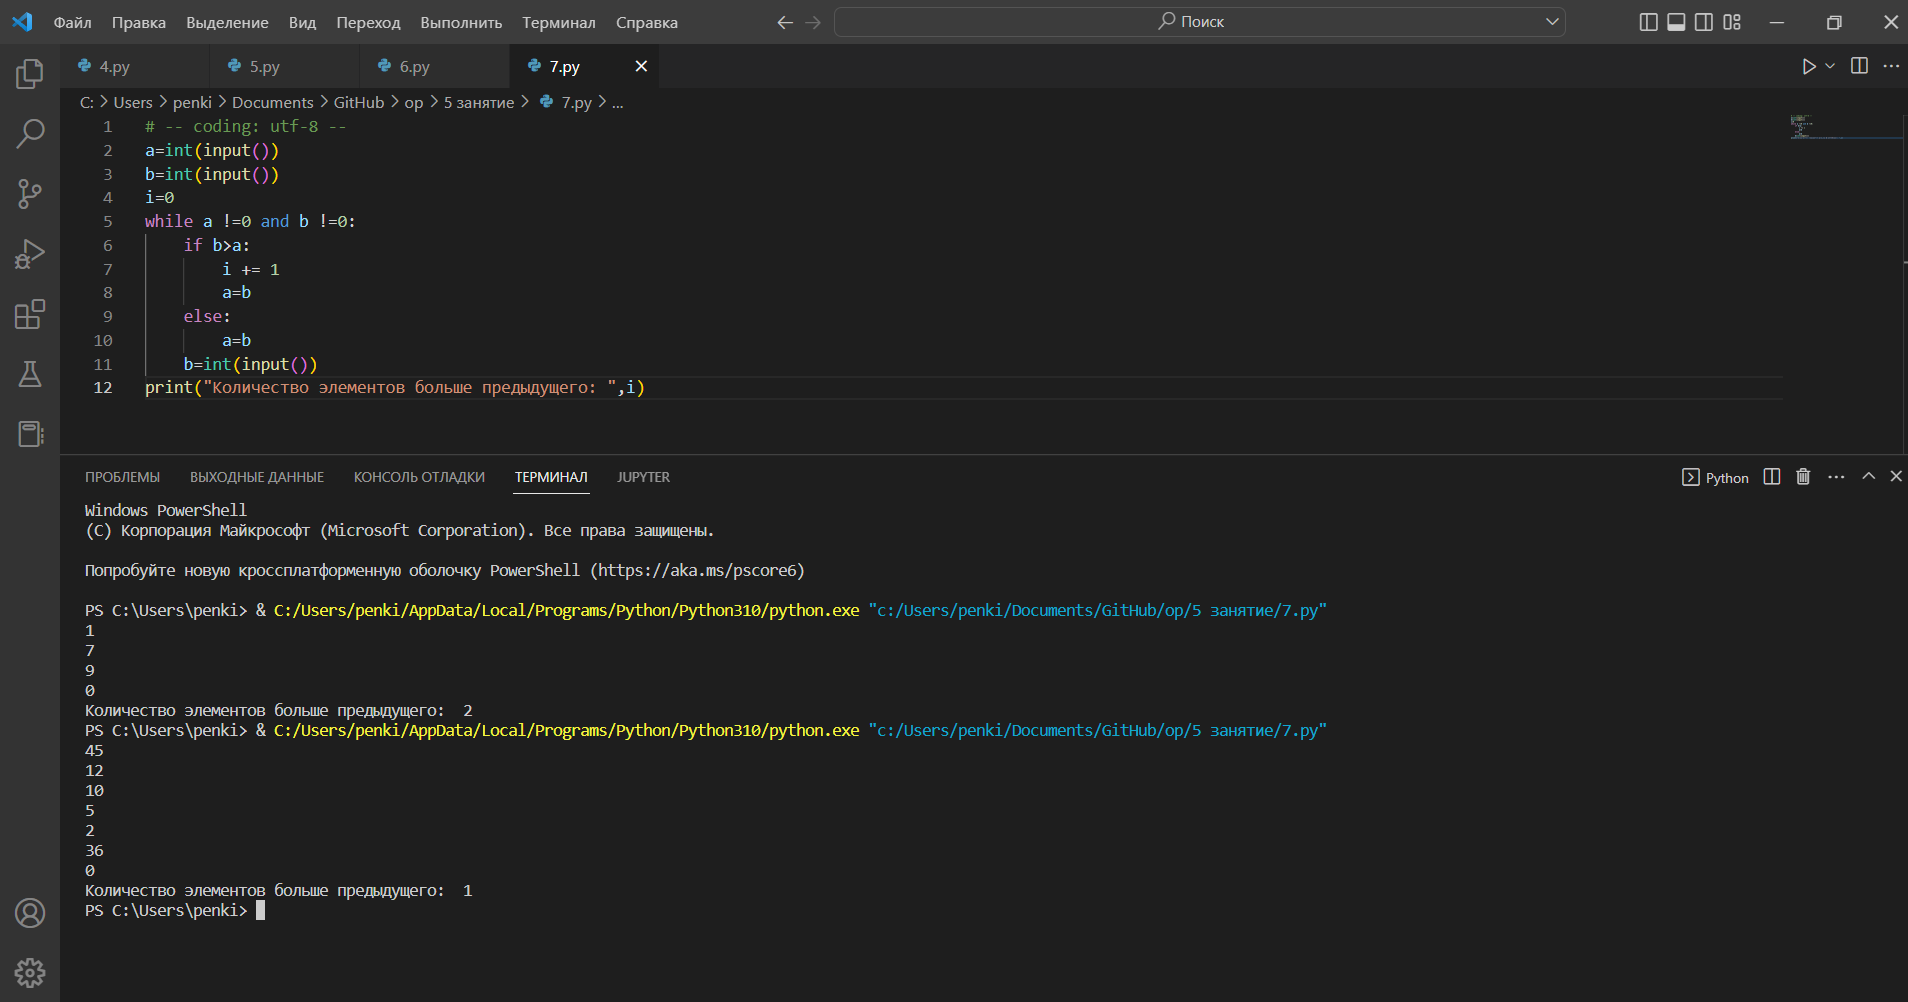 Файл Правка Выделение Вид Переход Выполнить Терминал Справка Поиск
4.py 5.py 6.py 7.py
C: > Users > penki > Documents > GitHub > op > 5 занятие > 7.py > ...
1 # -- coding: utf-8 --
2 a=int(input())
3 b=int(input())
4 i=0
5 while a !=0 and b !=0:
6 if b>a:
7 i += 1
8 a=b
9 else:
10 a=b
11 b=int(input())
12 print("Количество элементов больше предыдущего: ",i)
ПРОБЛЕМЫ ВЫХОДНЫЕ ДАННЫЕ КОНСОЛЬ ОТЛАДКИ ТЕРМИНАЛ JUPYTER Python
Windows PowerShell
(C) Корпорация Майкрософт (Microsoft Corporation). Все права защищены.
Попробуйте новую кроссплатформенную оболочку PowerShell (https://aka.ms/pscore6)
PS C:\Users\penki> & C:/Users/penki/AppData/Local/Programs/Python/Python310/python.exe "c:/Users/penki/Documents/GitHub/op/5 занятие/7.py"
1
7
9
0
Количество элементов больше предыдущего:  2
PS C:\Users\penki> & C:/Users/penki/AppData/Local/Programs/Python/Python310/python.exe "c:/Users/penki/Documents/GitHub/op/5 занятие/7.py"
45
12
10
5
2
36
0
Количество элементов больше предыдущего:  1
PS C:\Users\penki>